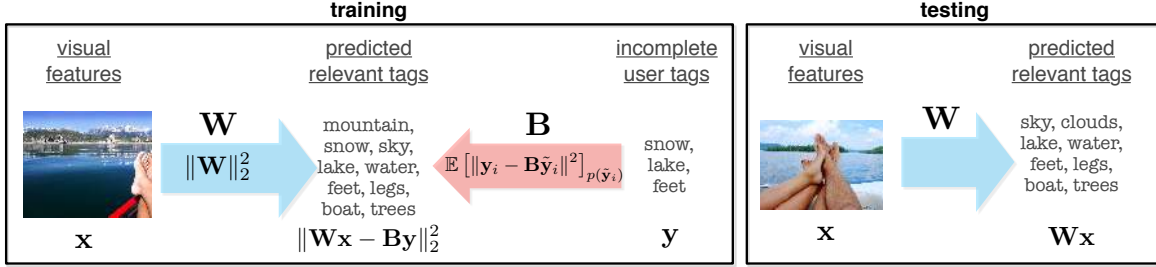 training
visual
features
predicted
relevant tags
incomplete
user tags
W
‖W‖₂²
mountain,
snow, sky,
lake, water,
feet, legs,
boat, trees
B
𝔼 [‖yᵢ − Bỹᵢ‖²]ₚ₍ỹᵢ₎
snow,
lake,
feet
x
‖Wx − By‖₂²
y
testing
visual
features
predicted
relevant tags
W
sky, clouds,
lake, water,
feet, legs,
boat, trees
x
Wx